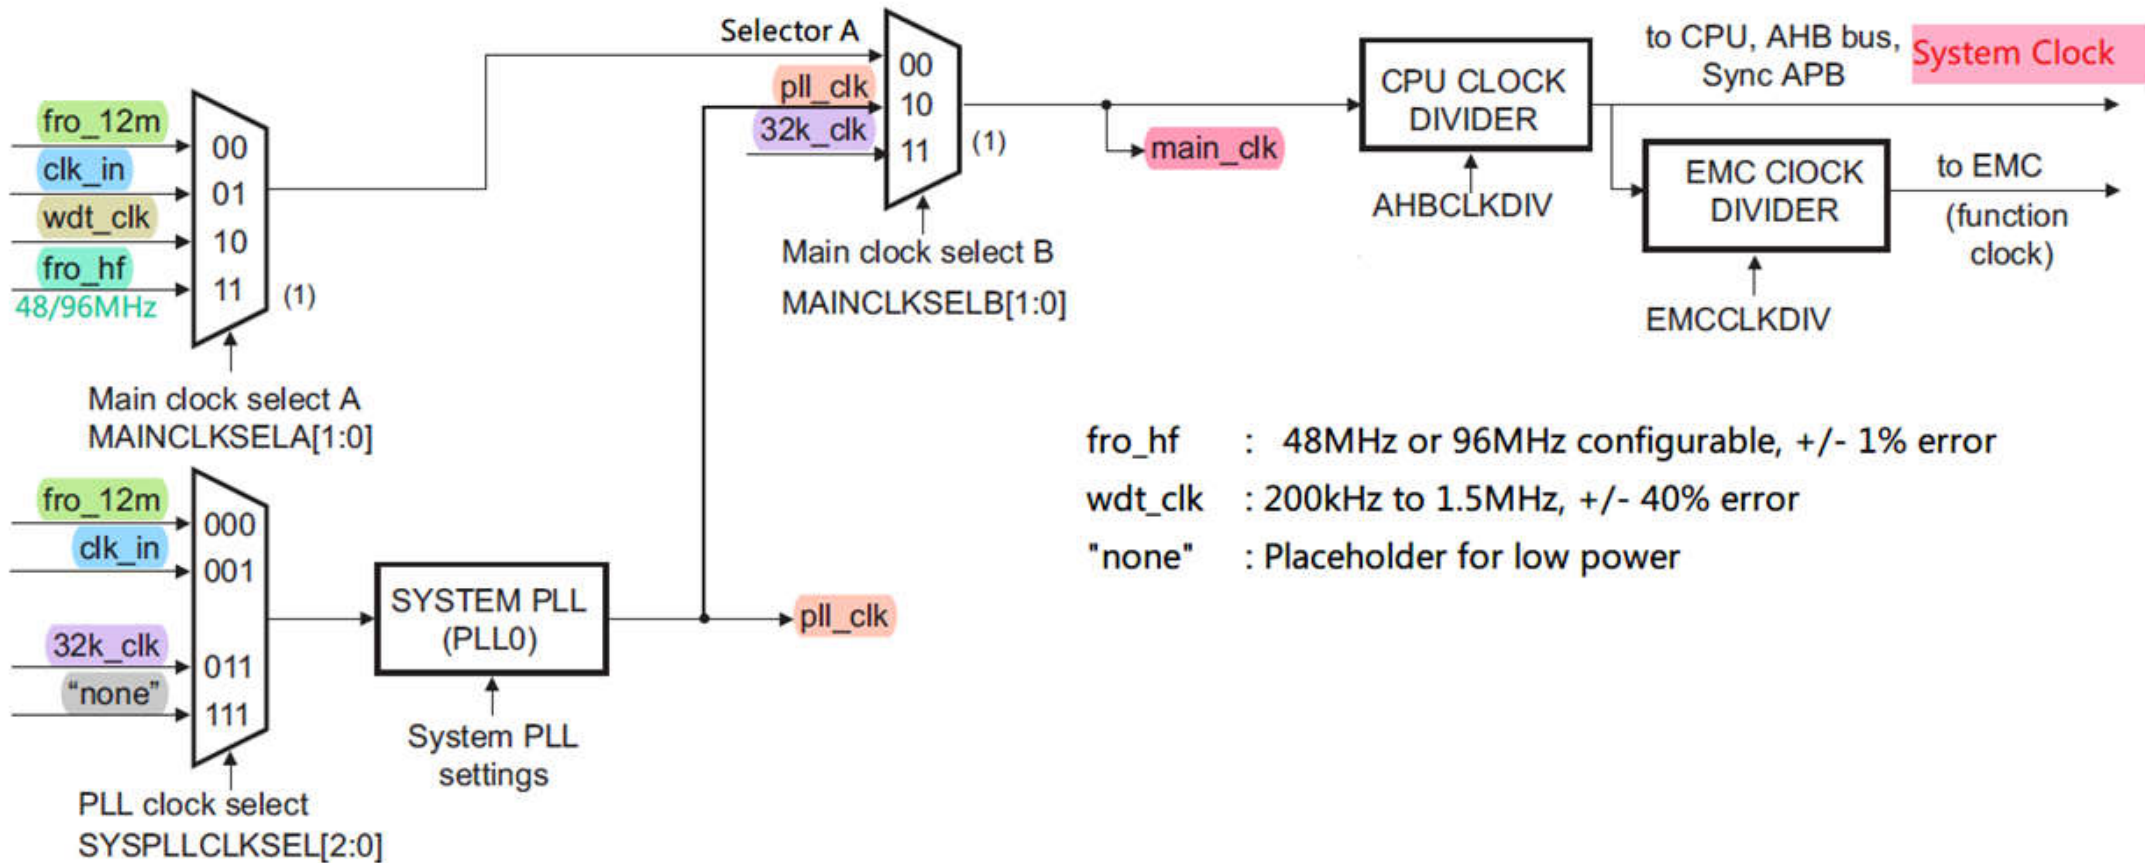 Selector A
fro_12m
00
clk_in
01
wdt_clk
10
fro_hf
11
48/96MHz
(1)
Main clock select A
MAINCLKSELA[1:0]
00
pll_clk
10
32k_clk
11
(1)
main_clk
Main clock select B
MAINCLKSELB[1:0]
CPU CLOCK
DIVIDER
AHBCLKDIV
to CPU, AHB bus,
Sync APB
System Clock
EMC ClOCK
DIVIDER
EMCCLKDIV
to EMC
(function
clock)
fro_12m
000
clk_in
001
32k_clk
011
“none”
111
PLL clock select
SYSPLLCLKSEL[2:0]
SYSTEM PLL
(PLL0)
System PLL
settings
pll_clk
fro_hf : 48MHz or 96MHz configurable, +/- 1% error
wdt_clk : 200kHz to 1.5MHz, +/- 40% error
"none" : Placeholder for low power